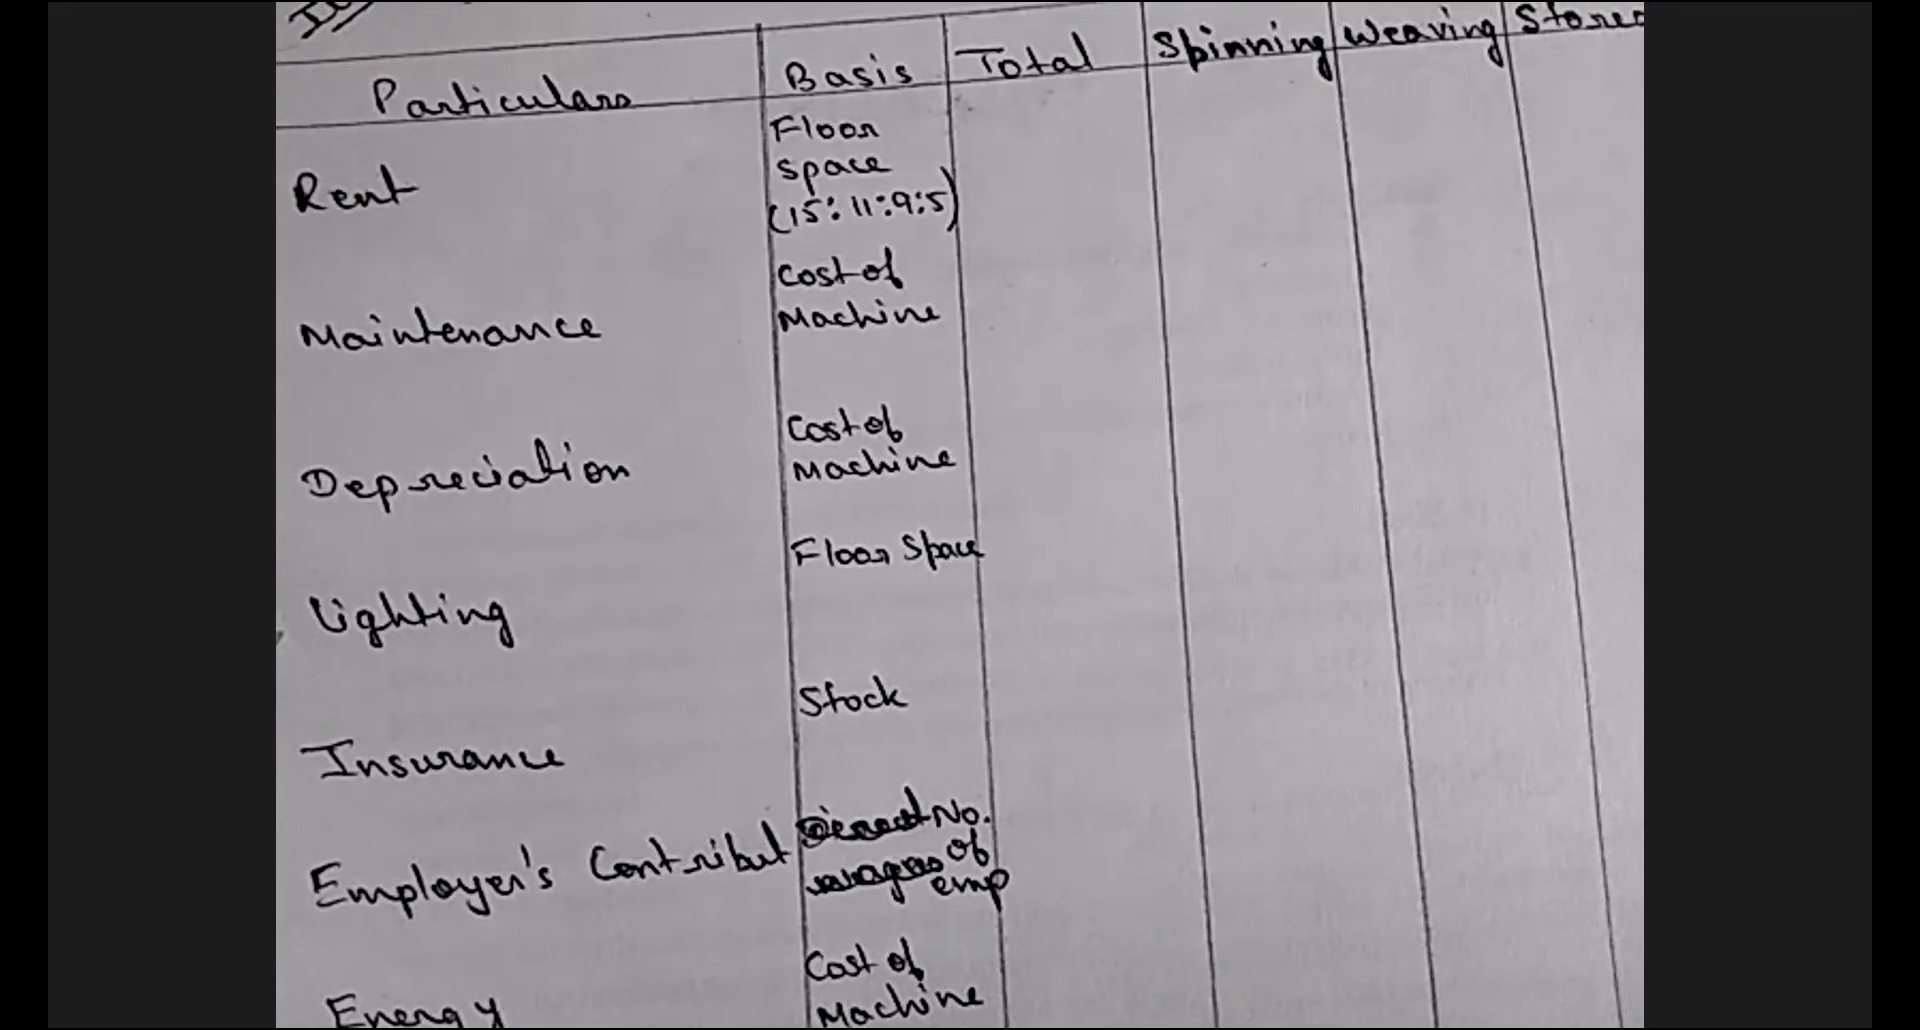 Particulars Basis Total Spinning Weaving Stores
Rent Floor
space
(15:11:9:5)
Maintenance Cost of
Machine
Depreciation Cost of
Machine
Lighting Floor Space
Insurance Stock
Employer's Contribut No.
of
emp
Energy Cost of
Machine